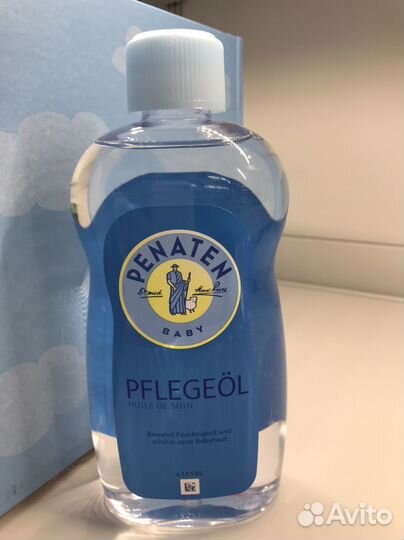 PENATEN
BABY
PFLEGEÖL
HUILE DE SOIN
Bewahrt Feuchtigkeit und
schützt zarte Babyhaut
Avito